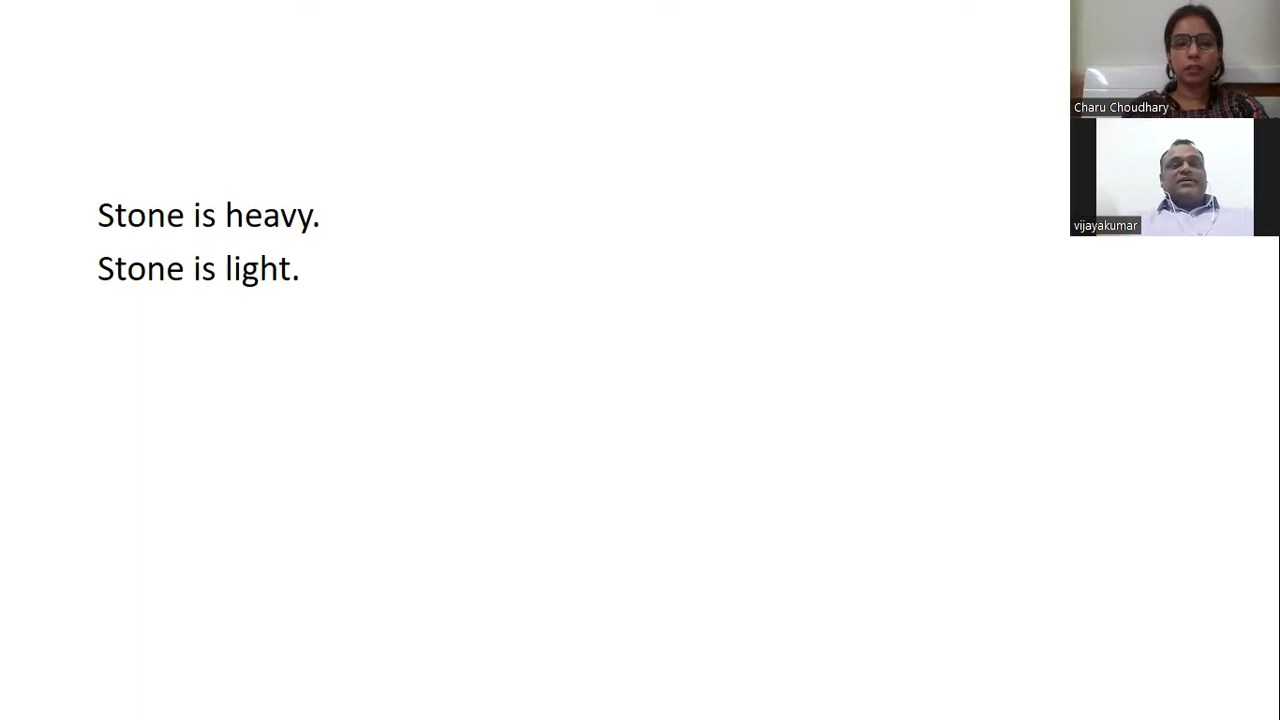 Stone is heavy.
Stone is light.
Charu Choudhary
vijayakumar